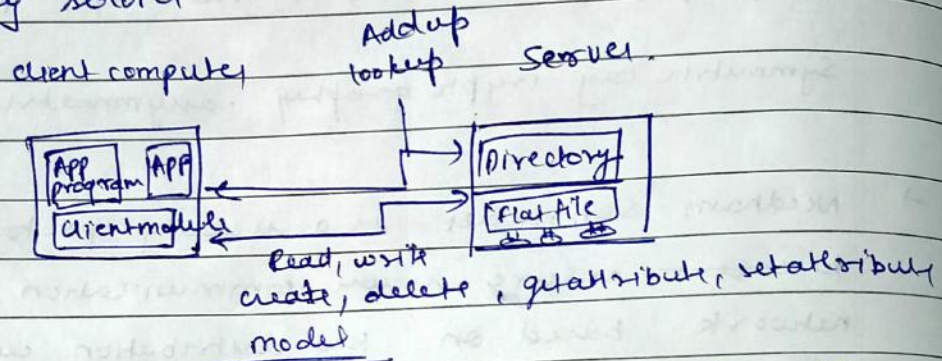 Addup
client computer lookup Server.
App program App Directory
Client module Flat file
Read, write
create, delete, getattribute, setattribute
model